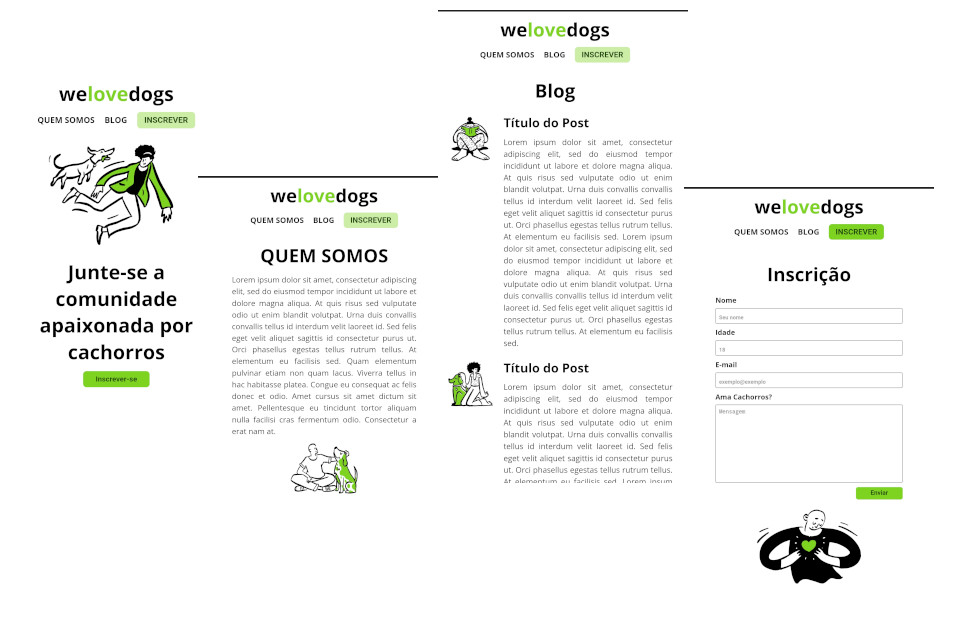 welovedogs
QUEM SOMOS BLOG INSCREVER
Junte-se a
comunidade
apaixonada por
cachorros
Inscrever-se
welovedogs
QUEM SOMOS BLOG INSCREVER
QUEM SOMOS
Lorem ipsum dolor sit amet, consectetur adipiscing
elit, sed do eiusmod tempor incididunt ut labore et
dolore magna aliqua. At quis risus sed vulputate
odio ut enim blandit volutpat. Urna duis convallis
convallis tellus id interdum velit laoreet id. Sed felis
eget velit aliquet sagittis id consectetur purus ut.
Orci phasellus egestas tellus rutrum tellus. At
elementum eu facilisis sed. Quam elementum
pulvinar etiam non quam lacus. Viverra tellus in
hac habitasse platea. Congue eu consequat ac felis
donec et odio. Amet cursus sit amet dictum sit
amet. Pellentesque eu tincidunt tortor aliquam
nulla facilisi cras fermentum odio. Consectetur a
erat nam at.
welovedogs
QUEM SOMOS BLOG INSCREVER
Blog
Título do Post
Lorem ipsum dolor sit amet, consectetur
adipiscing elit, sed do eiusmod tempor
incididunt ut labore et dolore magna aliqua.
At quis risus sed vulputate odio ut enim
blandit volutpat. Urna duis convallis convallis
tellus id interdum velit laoreet id. Sed felis
eget velit aliquet sagittis id consectetur purus
ut. Orci phasellus egestas tellus rutrum tellus.
At elementum eu facilisis sed. Lorem ipsum
dolor sit amet, consectetur adipiscing elit, sed
do eiusmod tempor incididunt ut labore et
dolore magna aliqua. At quis risus sed
vulputate odio ut enim blandit volutpat. Urna
duis convallis convallis tellus id interdum velit
laoreet id. Sed felis eget velit aliquet sagittis id
consectetur purus ut. Orci phasellus egestas
tellus rutrum tellus. At elementum eu facilisis
sed.
Título do Post
Lorem ipsum dolor sit amet, consectetur
adipiscing elit, sed do eiusmod tempor
incididunt ut labore et dolore magna aliqua.
At quis risus sed vulputate odio ut enim
blandit volutpat. Urna duis convallis convallis
tellus id interdum velit laoreet id. Sed felis
eget velit aliquet sagittis id consectetur purus
ut. Orci phasellus egestas tellus rutrum tellus.
At elementum eu facilisis sed. Lorem ipsum
welovedogs
QUEM SOMOS BLOG INSCREVER
Inscrição
Nome
Seu nome
Idade
18
E-mail
exemplo@exemplo
Ama Cachorros?
Mensagem
Enviar